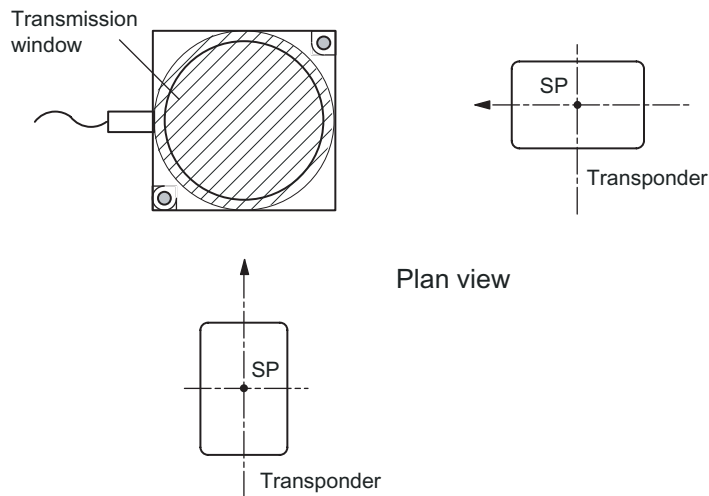 Transmission
window
SP
Transponder
Plan view
SP
Transponder